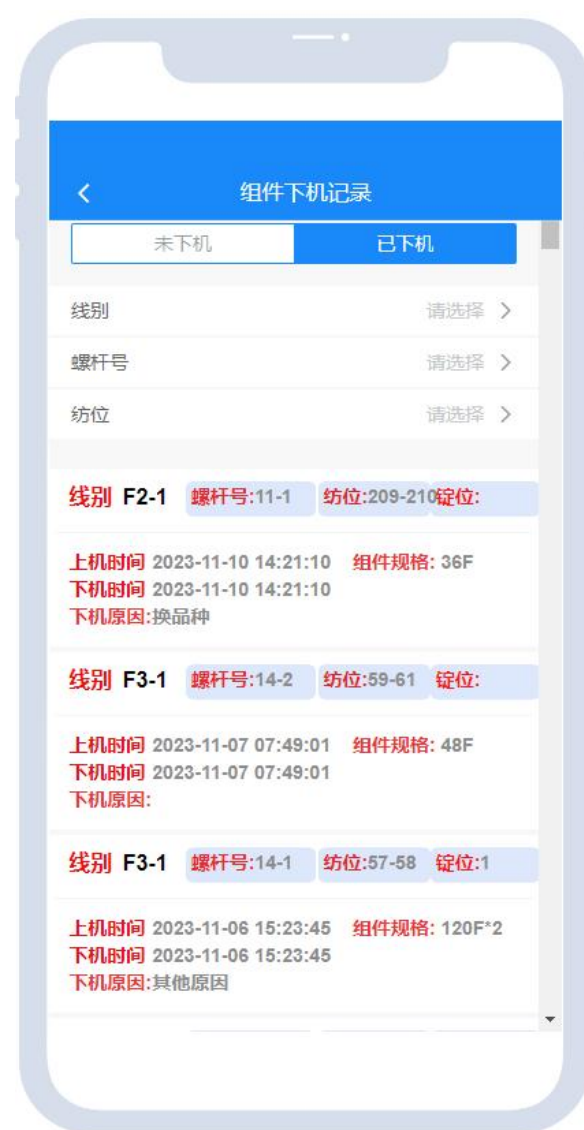 组件下机记录
未下机 已下机
线别 请选择
螺杆号 请选择
纺位 请选择
线别 F2-1 螺杆号:11-1 纺位:209-210 锭位:
上机时间 2023-11-10 14:21:10 组件规格: 36F
下机时间 2023-11-10 14:21:10
下机原因:换品种
线别 F3-1 螺杆号:14-2 纺位:59-61 锭位:
上机时间 2023-11-07 07:49:01 组件规格: 48F
下机时间 2023-11-07 07:49:01
下机原因:
线别 F3-1 螺杆号:14-1 纺位:57-58 锭位:1
上机时间 2023-11-06 15:23:45 组件规格: 120F*2
下机时间 2023-11-06 15:23:45
下机原因:其他原因